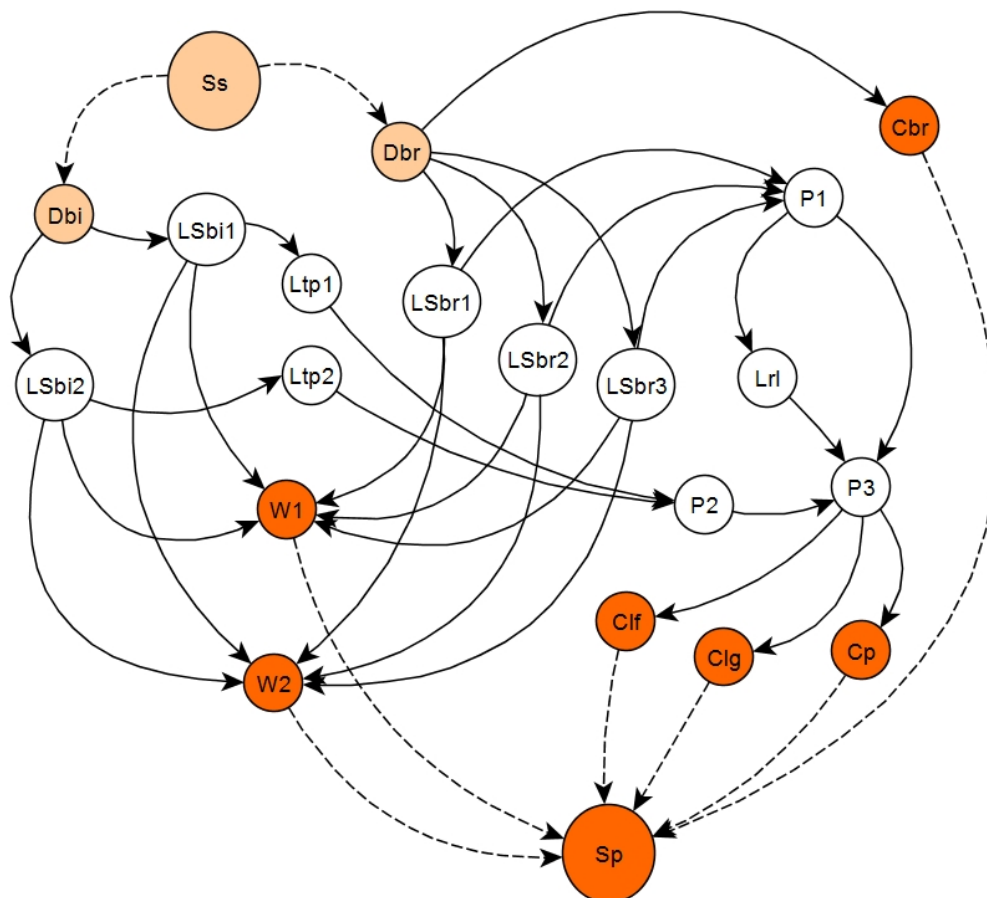 Ss
Cbr
Dbr
P1
Dbi
LSbi1
Ltp1
LSbr1
LSbr2
Ltp2
Lrl
LSbi2
LSbr3
P3
P2
W1
Clf
Clg
Cp
W2
Sp